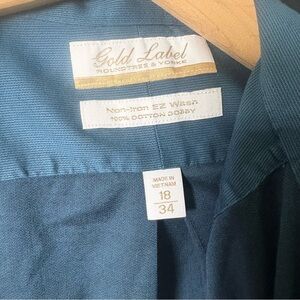 Gold Label
ROUNDTREE & YORKE
Non-Iron EZ Wash
100% COTTON DOBBY
MADE IN
VIETNAM
18
34